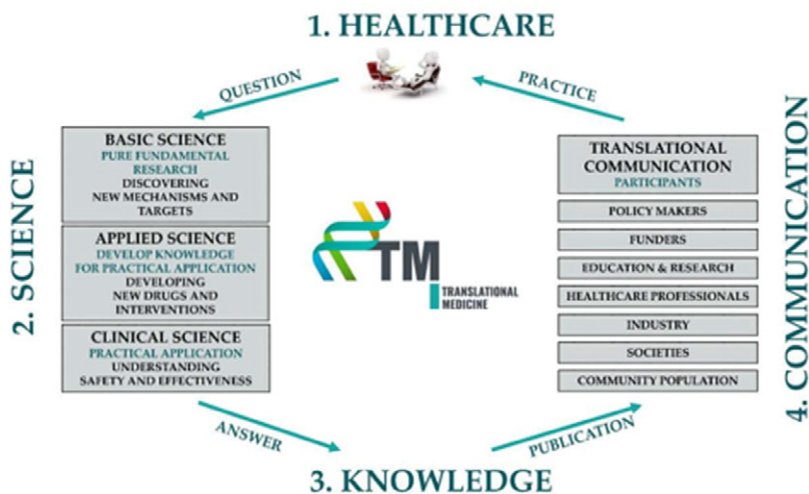 1. HEALTHCARE
QUESTION
PRACTICE
2. SCIENCE
BASIC SCIENCE
PURE FUNDAMENTAL
RESEARCH
DISCOVERING
NEW MECHANISMS AND
TARGETS
APPLIED SCIENCE
DEVELOP KNOWLEDGE
FOR PRACTICAL APPLICATION
DEVELOPING
NEW DRUGS AND
INTERVENTIONS
CLINICAL SCIENCE
PRACTICAL APPLICATION
UNDERSTANDING
SAFETY AND EFFECTIVENESS
TM
TRANSLATIONAL
MEDICINE
TRANSLATIONAL
COMMUNICATION
PARTICIPANTS
POLICY MAKERS
FUNDERS
EDUCATION & RESEARCH
HEALTHCARE PROFESSIONALS
INDUSTRY
SOCIETIES
COMMUNITY POPULATION
4. COMMUNICATION
ANSWER
PUBLICATION
3. KNOWLEDGE